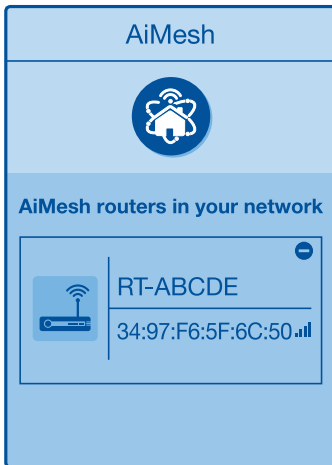 AiMesh
AiMesh routers in your network
RT-ABCDE
34:97:F6:5F:6C:50